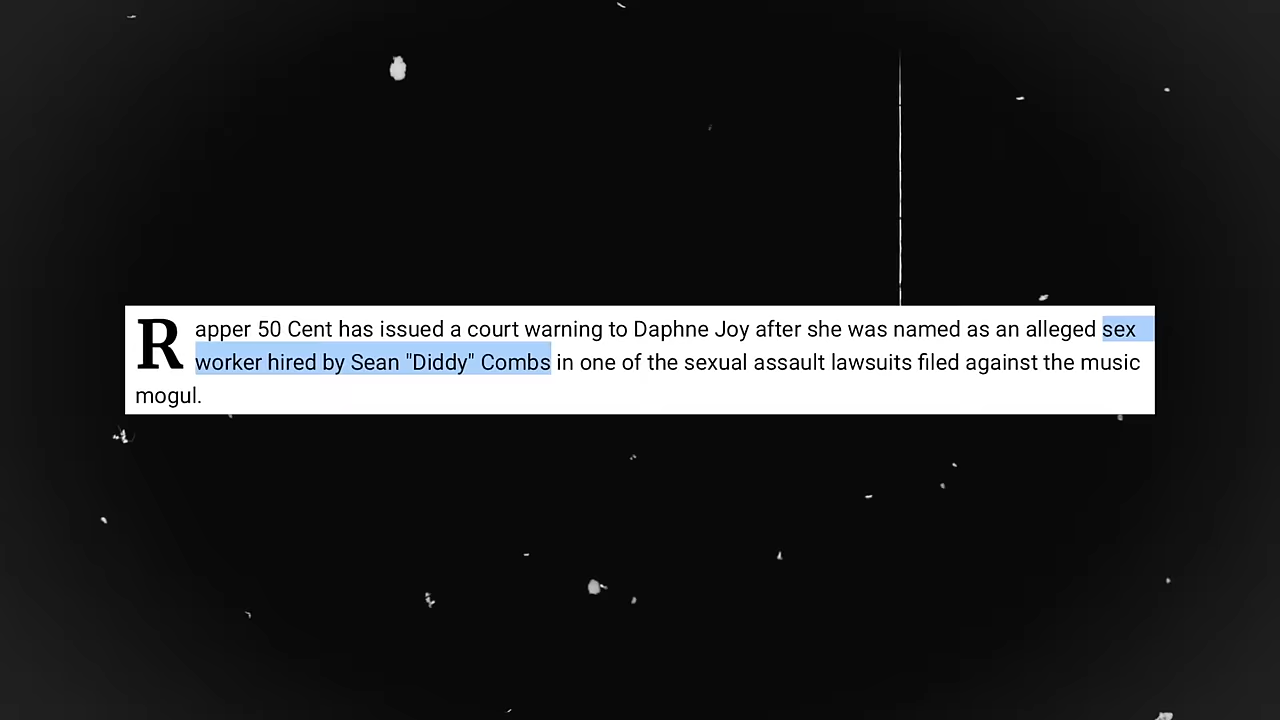 Rapper 50 Cent has issued a court warning to Daphne Joy after she was named as an alleged sex
worker hired by Sean "Diddy" Combs in one of the sexual assault lawsuits filed against the music
mogul.